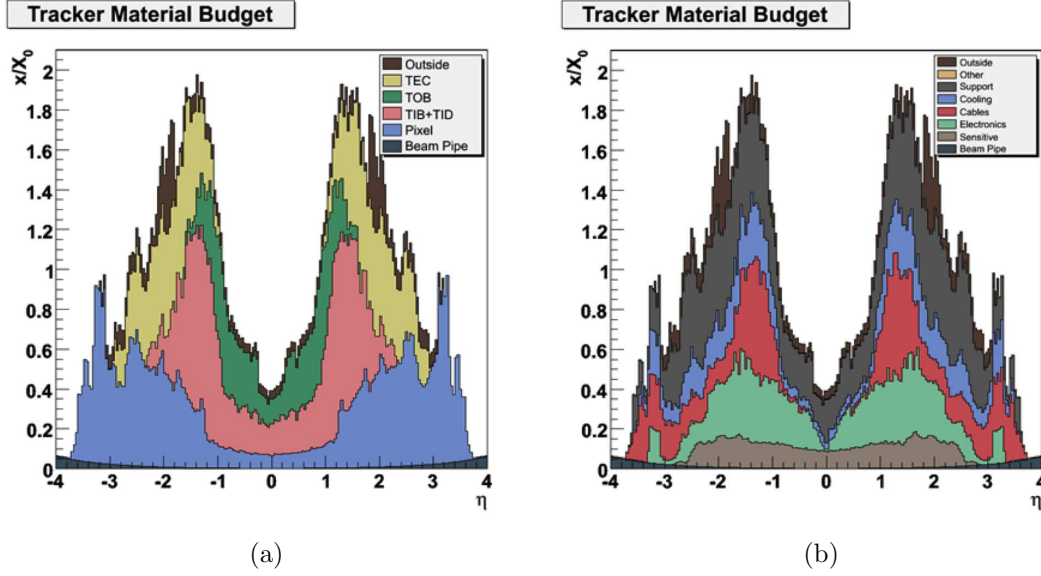 Tracker Material Budget
x/X0
2
1.8
1.6
1.4
1.2
1
0.8
0.6
0.4
0.2
0
-4 -3 -2 -1 0 1 2 3 4
η
Outside
TEC
TOB
TIB+TID
Pixel
Beam Pipe
(a)
Tracker Material Budget
x/X0
2
1.8
1.6
1.4
1.2
1
0.8
0.6
0.4
0.2
0
-4 -3 -2 -1 0 1 2 3 4
η
Outside
Other
Support
Cooling
Cables
Electronics
Sensitive
Beam Pipe
(b)